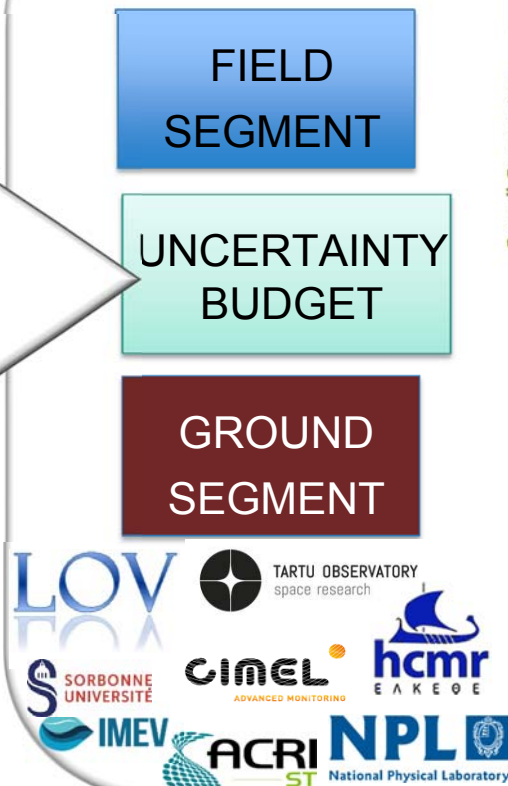 FIELD
SEGMENT
UNCERTAINTY
BUDGET
GROUND
SEGMENT
LOV
TARTU OBSERVATORY
space research
SORBONNE
UNIVERSITÉ
CIMEL
ADVANCED MONITORING
hcmr
ΕΛΚΕΘΕ
IMEV
ACRI
ST
NPL
National Physical Laboratory